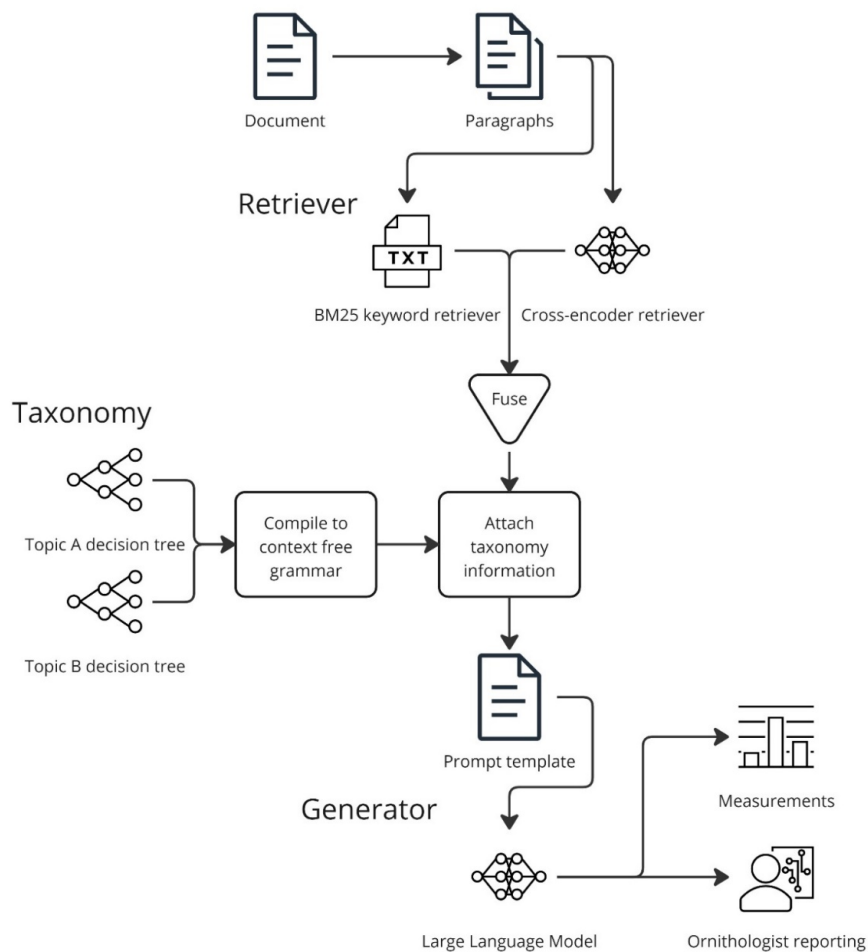 Document
Paragraphs
Retriever
TXT
BM25 keyword retriever
Cross-encoder retriever
Fuse
Taxonomy
Topic A decision tree
Compile to
context free
grammar
Attach
taxonomy
information
Topic B decision tree
Prompt template
Generator
Measurements
Large Language Model
Ornithologist reporting